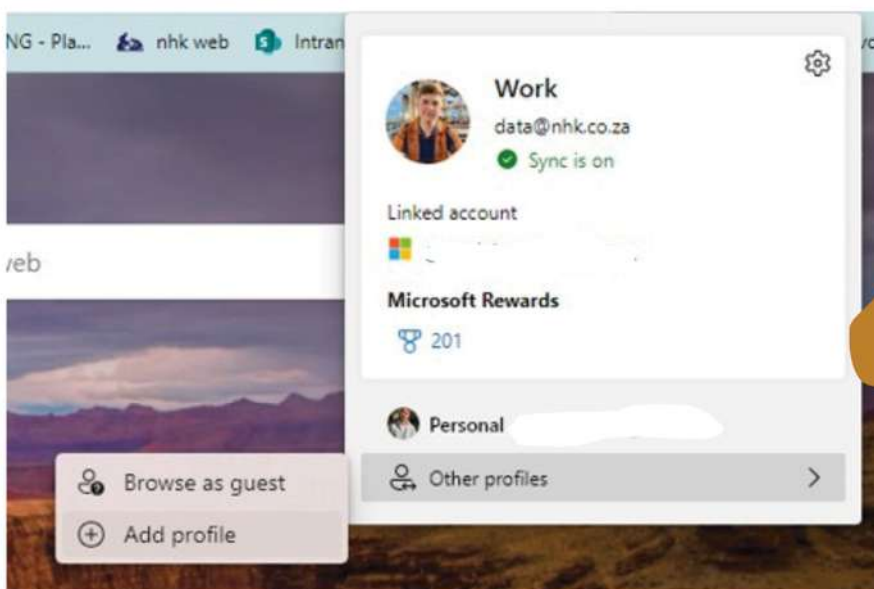 NG - Pla... nhk web Intran
Work
data@nhk.co.za
Sync is on
Linked account
web
Microsoft Rewards
201
Personal
Browse as guest
Other profiles
Add profile